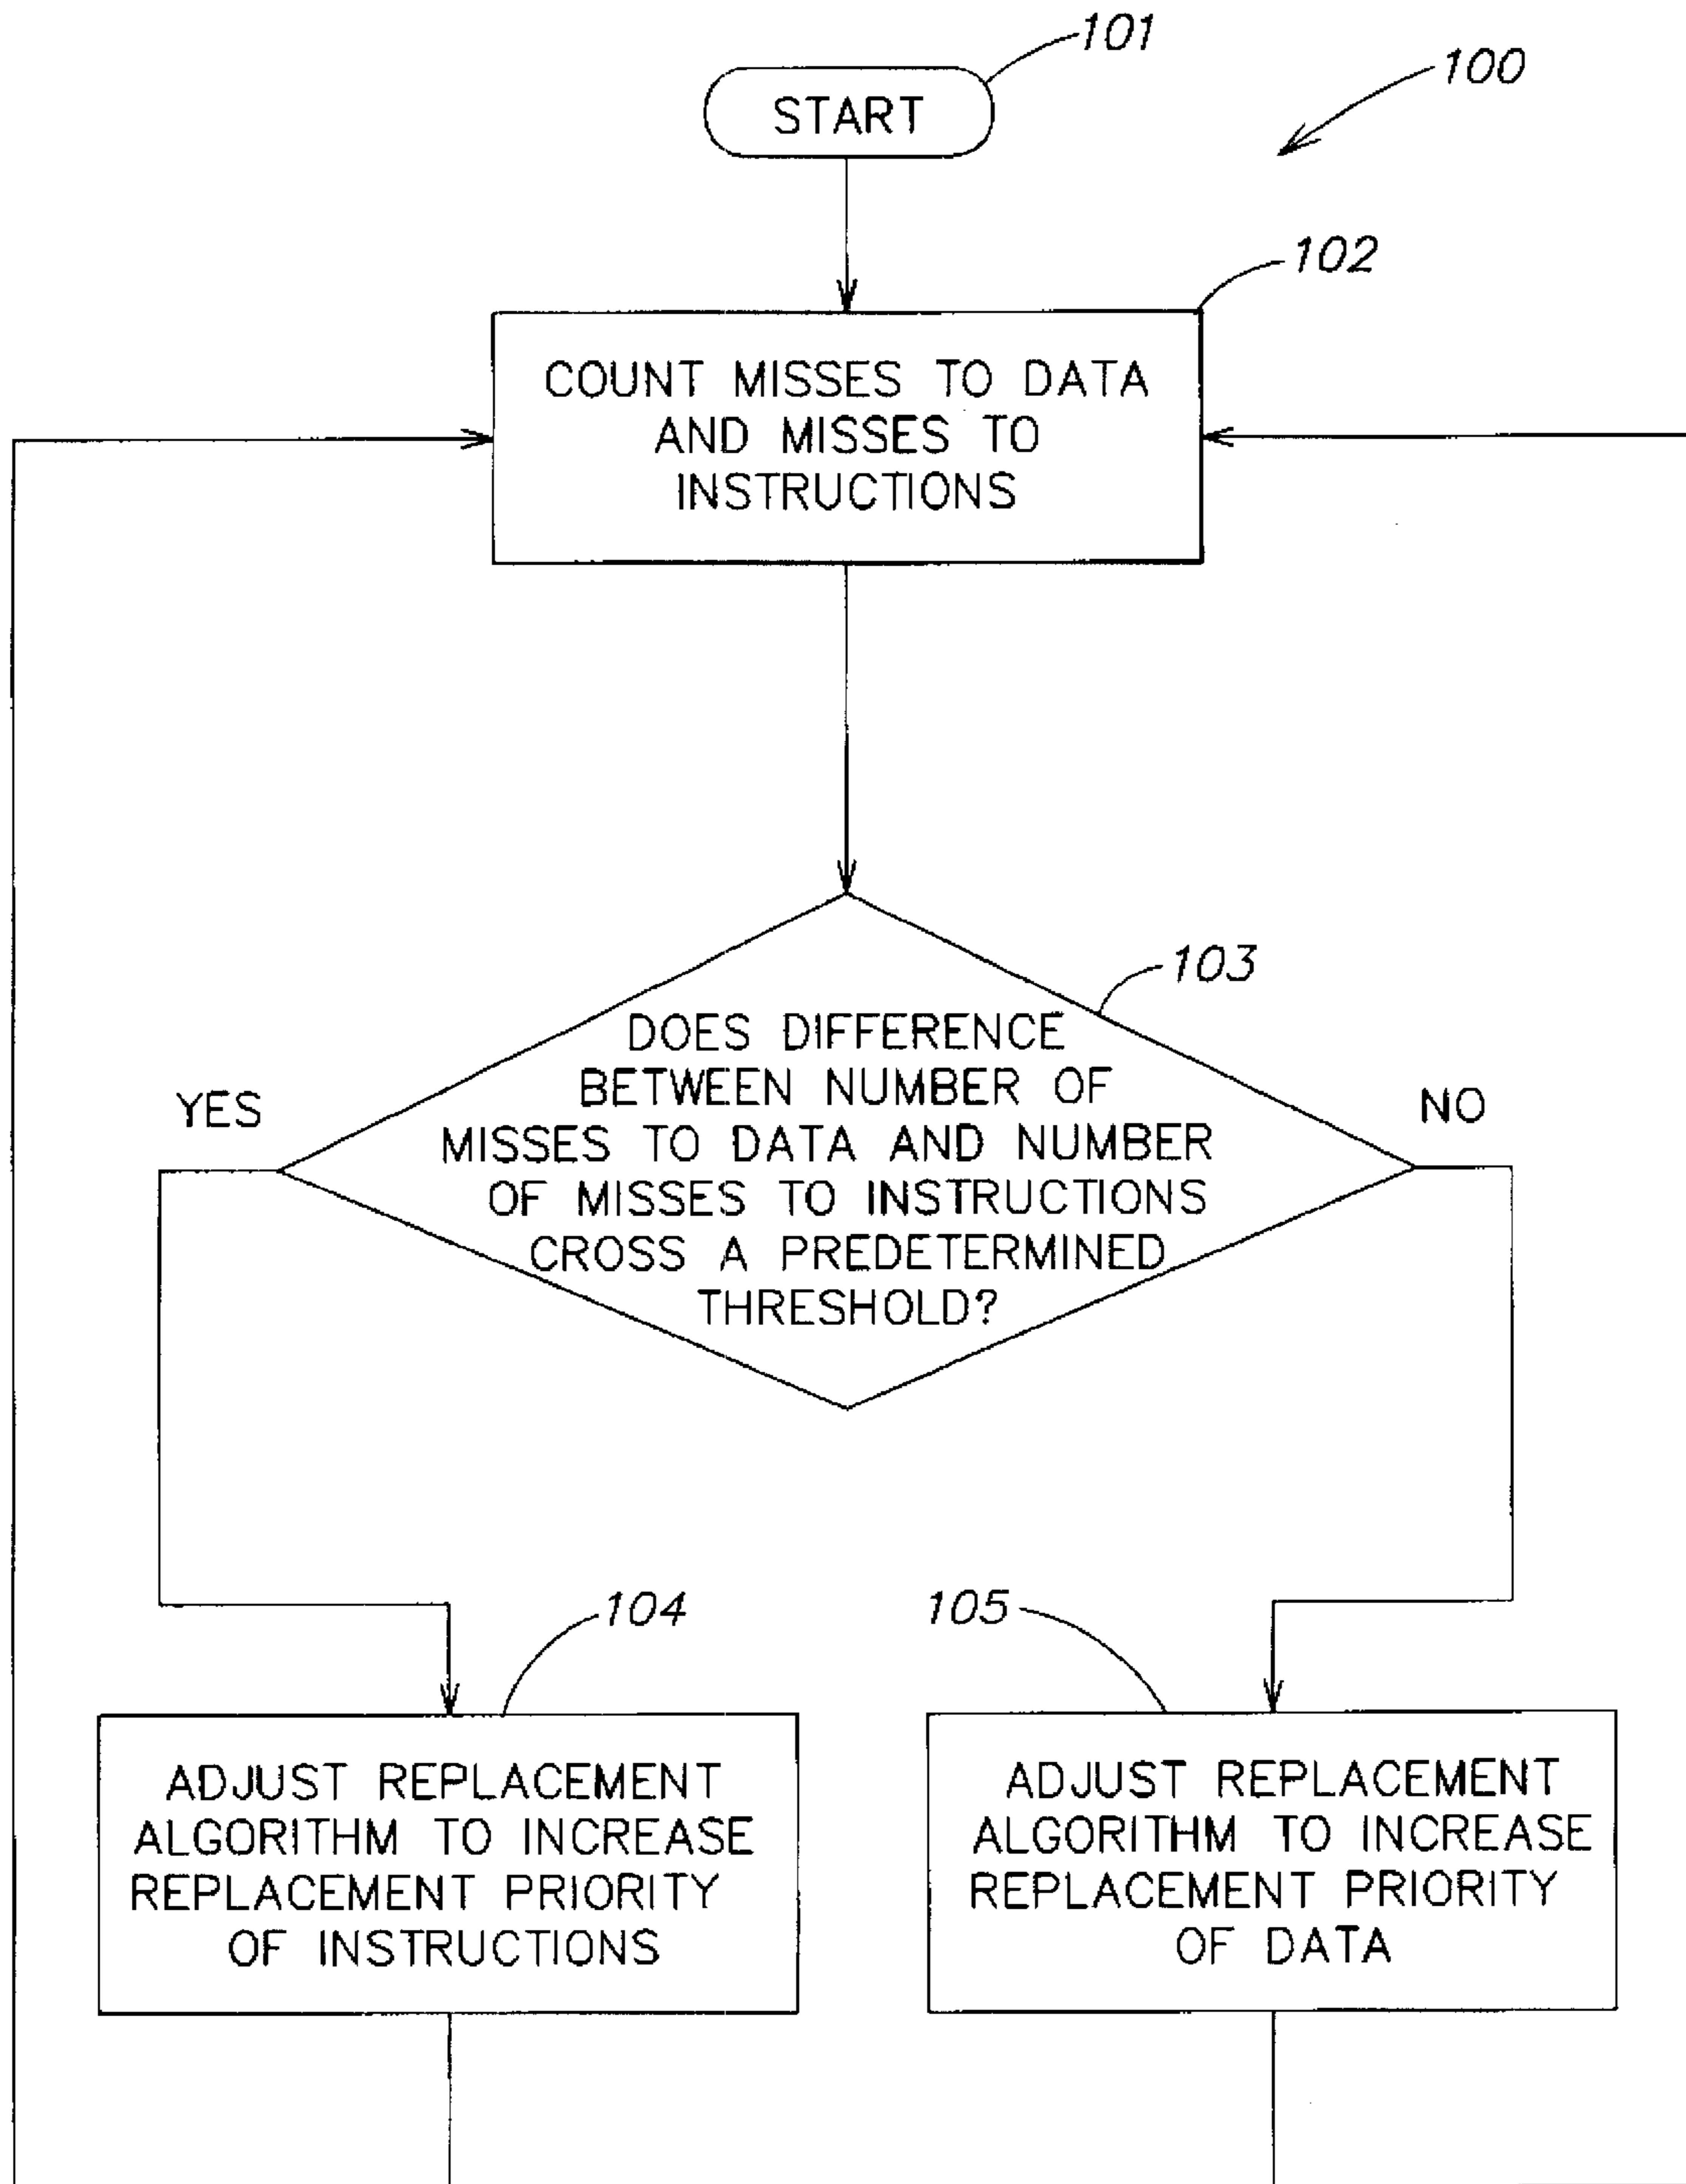 101
START
100
102
COUNT MISSES TO DATA
AND MISSES TO
INSTRUCTIONS
103
DOES DIFFERENCE
BETWEEN NUMBER OF
MISSES TO DATA AND NUMBER
OF MISSES TO INSTRUCTIONS
CROSS A PREDETERMINED
THRESHOLD?
YES
NO
104
ADJUST REPLACEMENT
ALGORITHM TO INCREASE
REPLACEMENT PRIORITY
OF INSTRUCTIONS
105
ADJUST REPLACEMENT
ALGORITHM TO INCREASE
REPLACEMENT PRIORITY
OF DATA